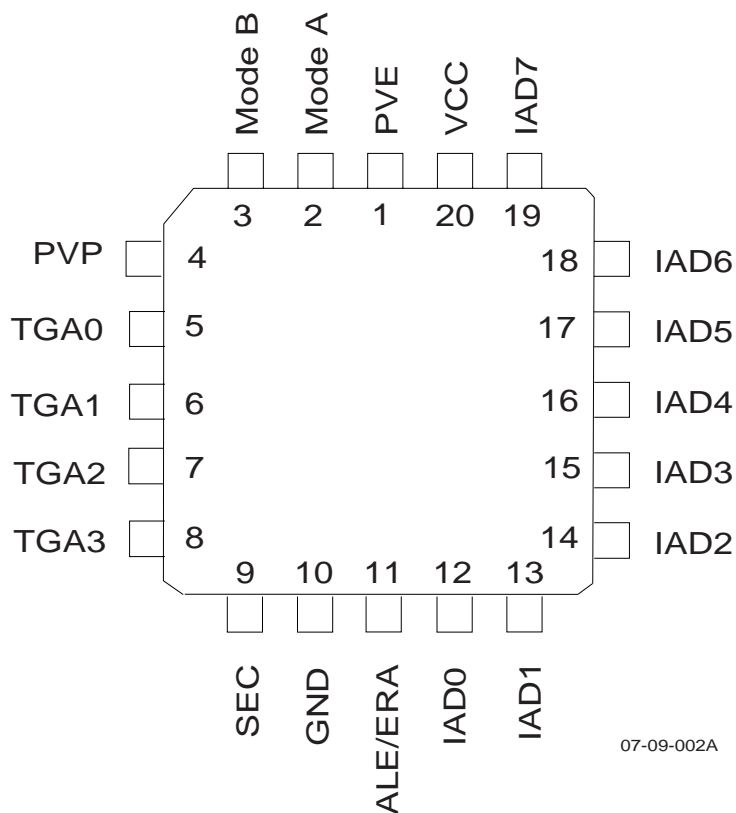 Mode B
Mode A
PVE
VCC
IAD7
3
2
1
20
19
PVP
4
18
IAD6
TGA0
5
17
IAD5
TGA1
6
16
IAD4
TGA2
7
15
IAD3
TGA3
8
14
IAD2
9
10
11
12
13
SEC
GND
ALE/ERA
IAD0
IAD1
07-09-002A